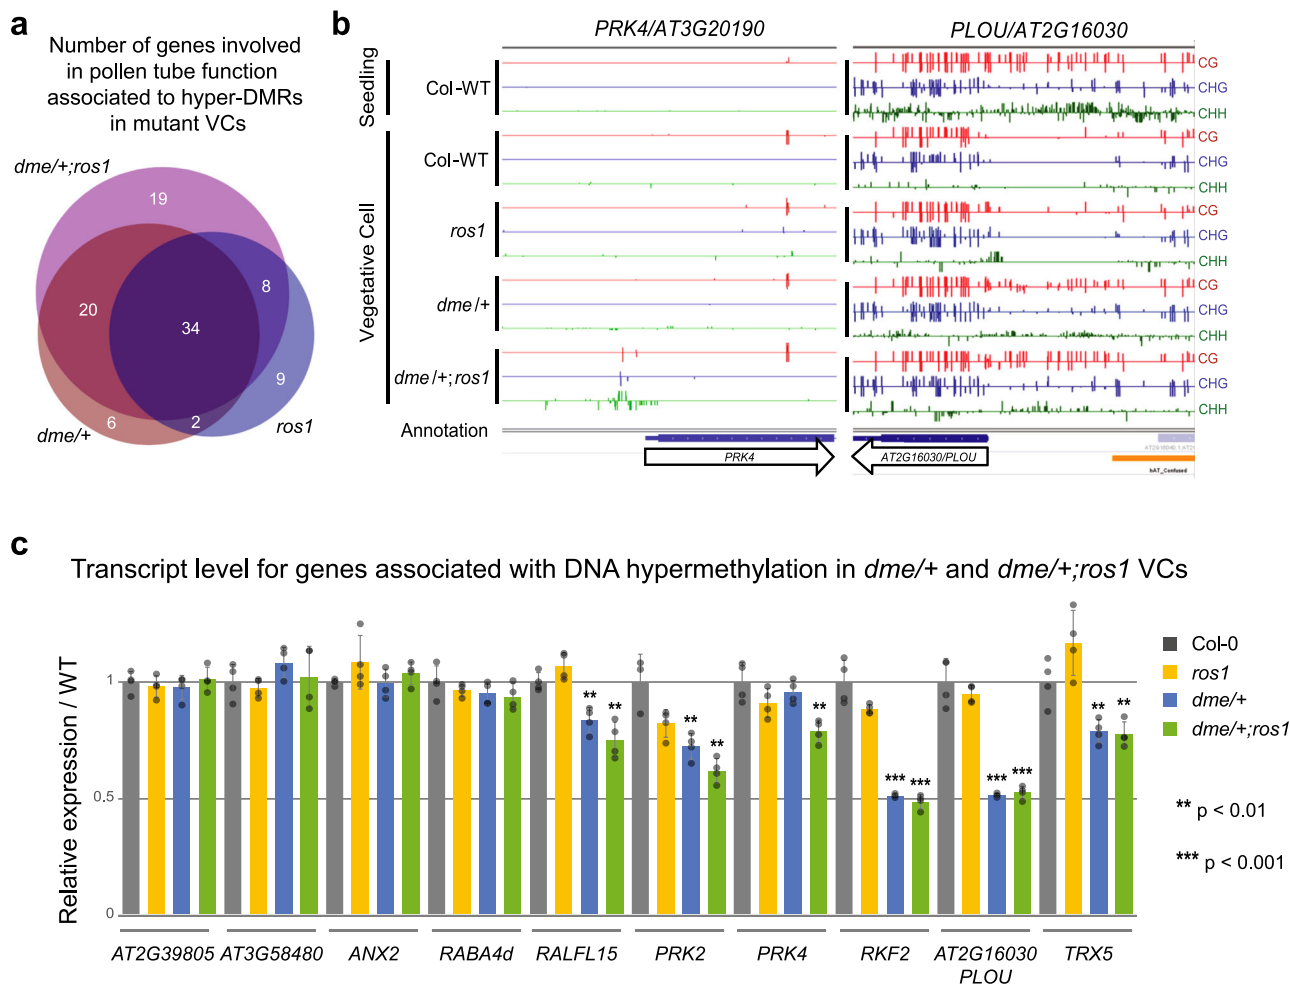 a
Number of genes involved
in pollen tube function
associated to hyper-DMRs
in mutant VCs
dme/+;ros1
19
20
34
8
9
6
2
dme/+
ros1
b
PRK4/AT3G20190
PLOU/AT2G16030
Seedling
Vegetative Cell
Col-WT
Col-WT
ros1
dme/+
dme/+;ros1
Annotation
CG
CHG
CHH
CG
CHG
CHH
CG
CHG
CHH
CG
CHG
CHH
CG
CHG
CHH
PRK4
AT2G16030/PLOU
hAT_Confused
c
Transcript level for genes associated with DNA hypermethylation in dme/+ and dme/+;ros1 VCs
Relative expression / WT
1
0.5
0
** ** ** ** ** *** *** *** *** ** **
AT2G39805 AT3G58480 ANX2 RABA4d RALFL15 PRK2 PRK4 RKF2 AT2G16030 TRX5
PLOU
Col-0
ros1
dme/+
dme/+;ros1
** p < 0.01
*** p < 0.001